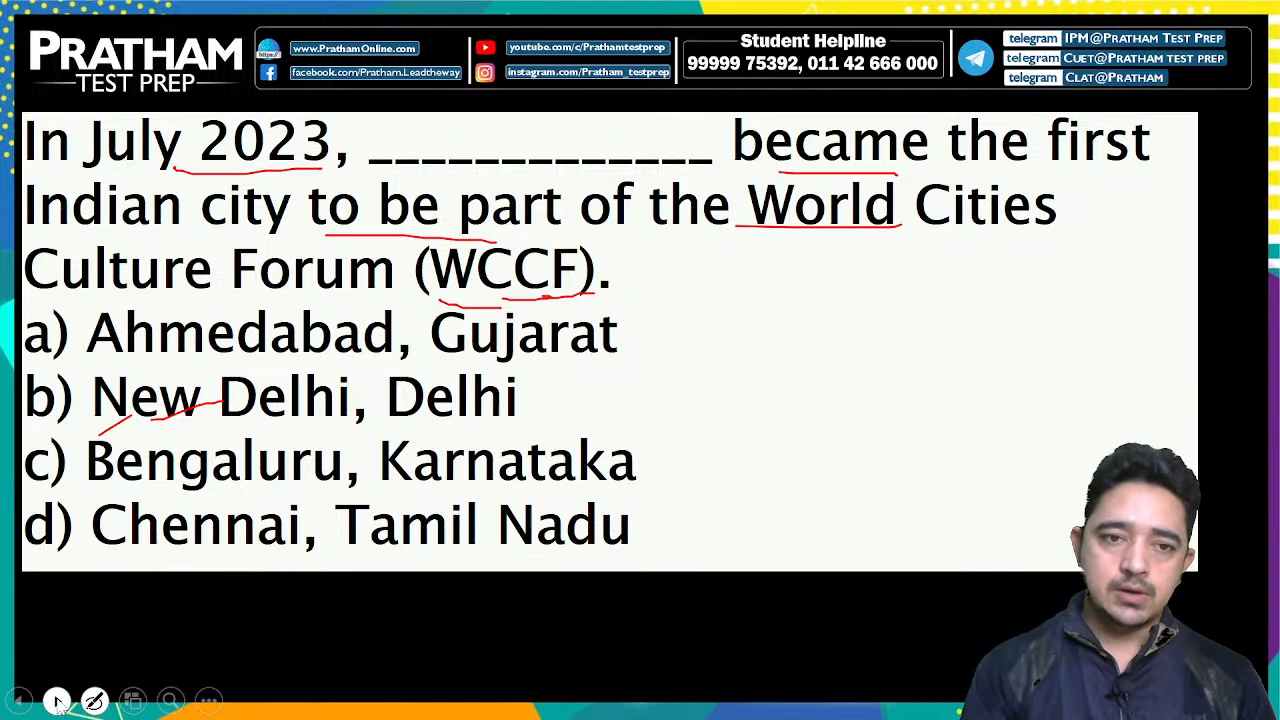 PRATHAM
TEST PREP
https://
www.PrathamOnline.com
facebook.com/Pratham.Leadtheway
youtube.com/c/Prathamtestprep
instagram.com/Pratham_testprep
Student Helpline
99999 75392, 011 42 666 000
telegram IPM@PRATHAM TEST PREP
telegram CUET@PRATHAM TEST PREP
telegram CLAT@PRATHAM
In July 2023, _____________ became the first
Indian city to be part of the World Cities
Culture Forum (WCCF).
a) Ahmedabad, Gujarat
b) New Delhi, Delhi
c) Bengaluru, Karnataka
d) Chennai, Tamil Nadu